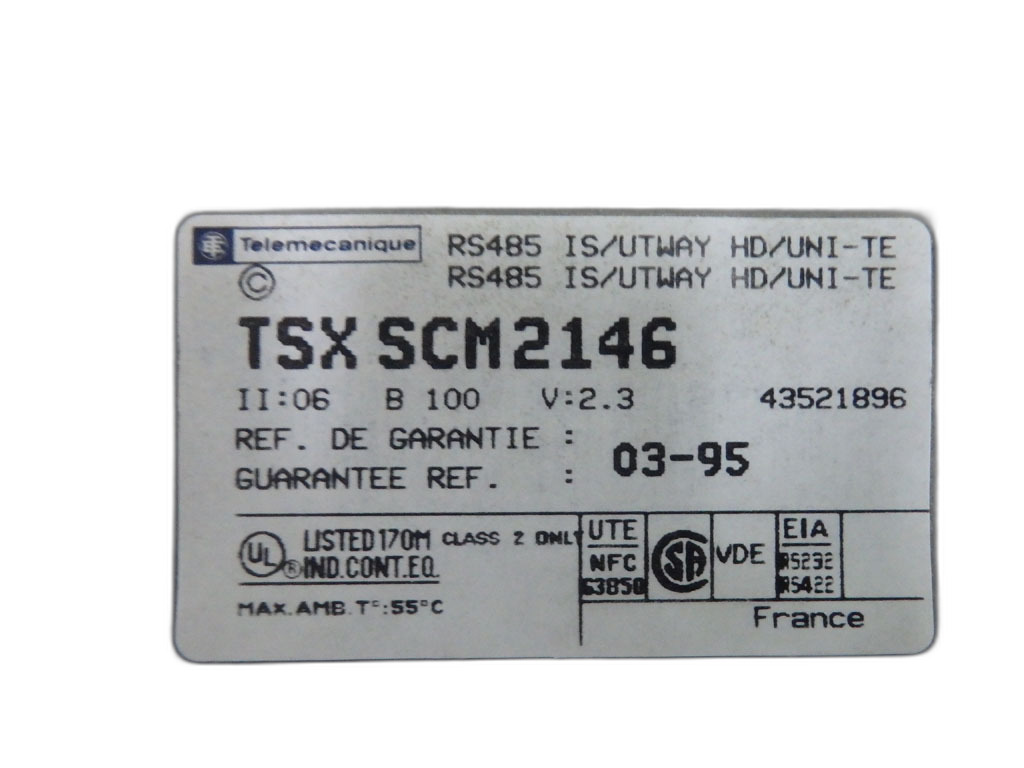 Telemecanique RS485 IS/UTWAY HD/UNI-TE
© RS485 IS/UTWAY HD/UNI-TE
TSX SCM2146
II:06 B 100 V:2.3 43521896
REF. DE GARANTIE :
GUARANTEE REF. : 03-95
UL ® LISTED 170M CLASS 2 ONLY
IND.CONT.EQ.
MAX.AMB.T°:55°C
UTE
NFC
63850
SA
VDE
EIA
RS232
RS422
France